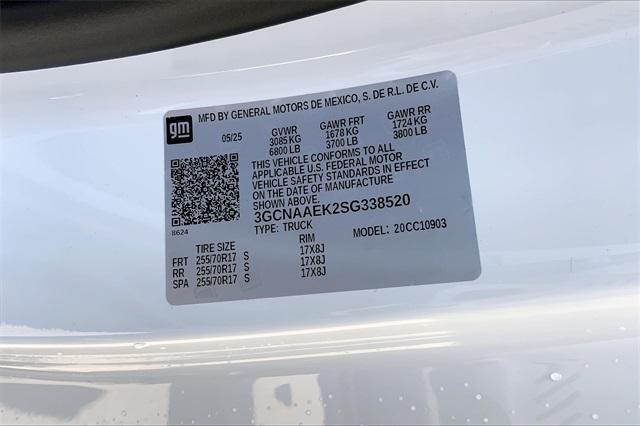 MFD BY GENERAL MOTORS DE MEXICO, S. DE R.L. DE C.V.
gm
05/25 GVWR GAWR FRT GAWR RR
3085 KG 1678 KG 1724 KG
6800 LB 3700 LB 3800 LB
THIS VEHICLE CONFORMS TO ALL
APPLICABLE U.S. FEDERAL MOTOR
VEHICLE SAFETY STANDARDS IN EFFECT
ON THE DATE OF MANUFACTURE
3GCNAAEK2SG338520
8624
TYPE: TRUCK MODEL: 20CC10903
TIRE SIZE RIM
FRT 255/70R17 S 17X8J
RR 255/70R17 S 17X8J
SPA 255/70R17 S 17X8J